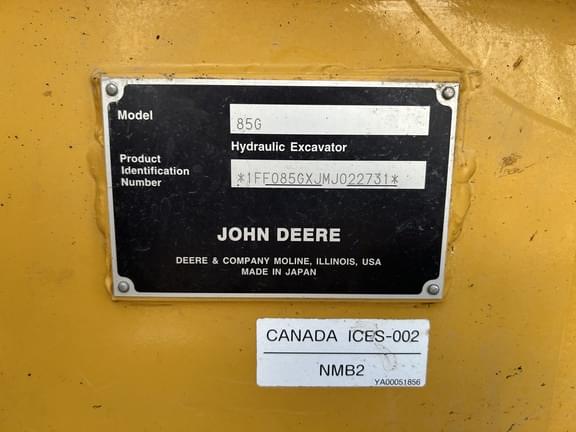 Model
85G
Hydraulic Excavator
Product
Identification
Number
*1FF085GXJMJ022731*
JOHN DEERE
DEERE & COMPANY MOLINE, ILLINOIS, USA
MADE IN JAPAN
CANADA ICES-002
NMB2
YA00051856